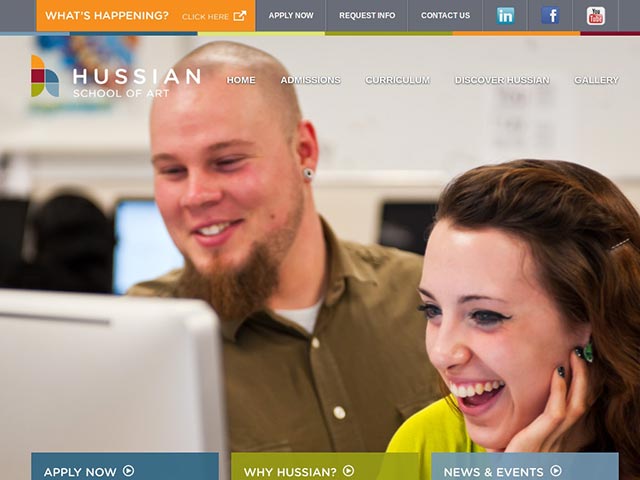 WHAT'S HAPPENING? CLICK HERE
APPLY NOW
REQUEST INFO
CONTACT US
in
f
You
Tube
HUSSIAN
SCHOOL OF ART
HOME
ADMISSIONS
CURRICULUM
DISCOVER HUSSIAN
GALLERY
APPLY NOW
WHY HUSSIAN?
NEWS & EVENTS